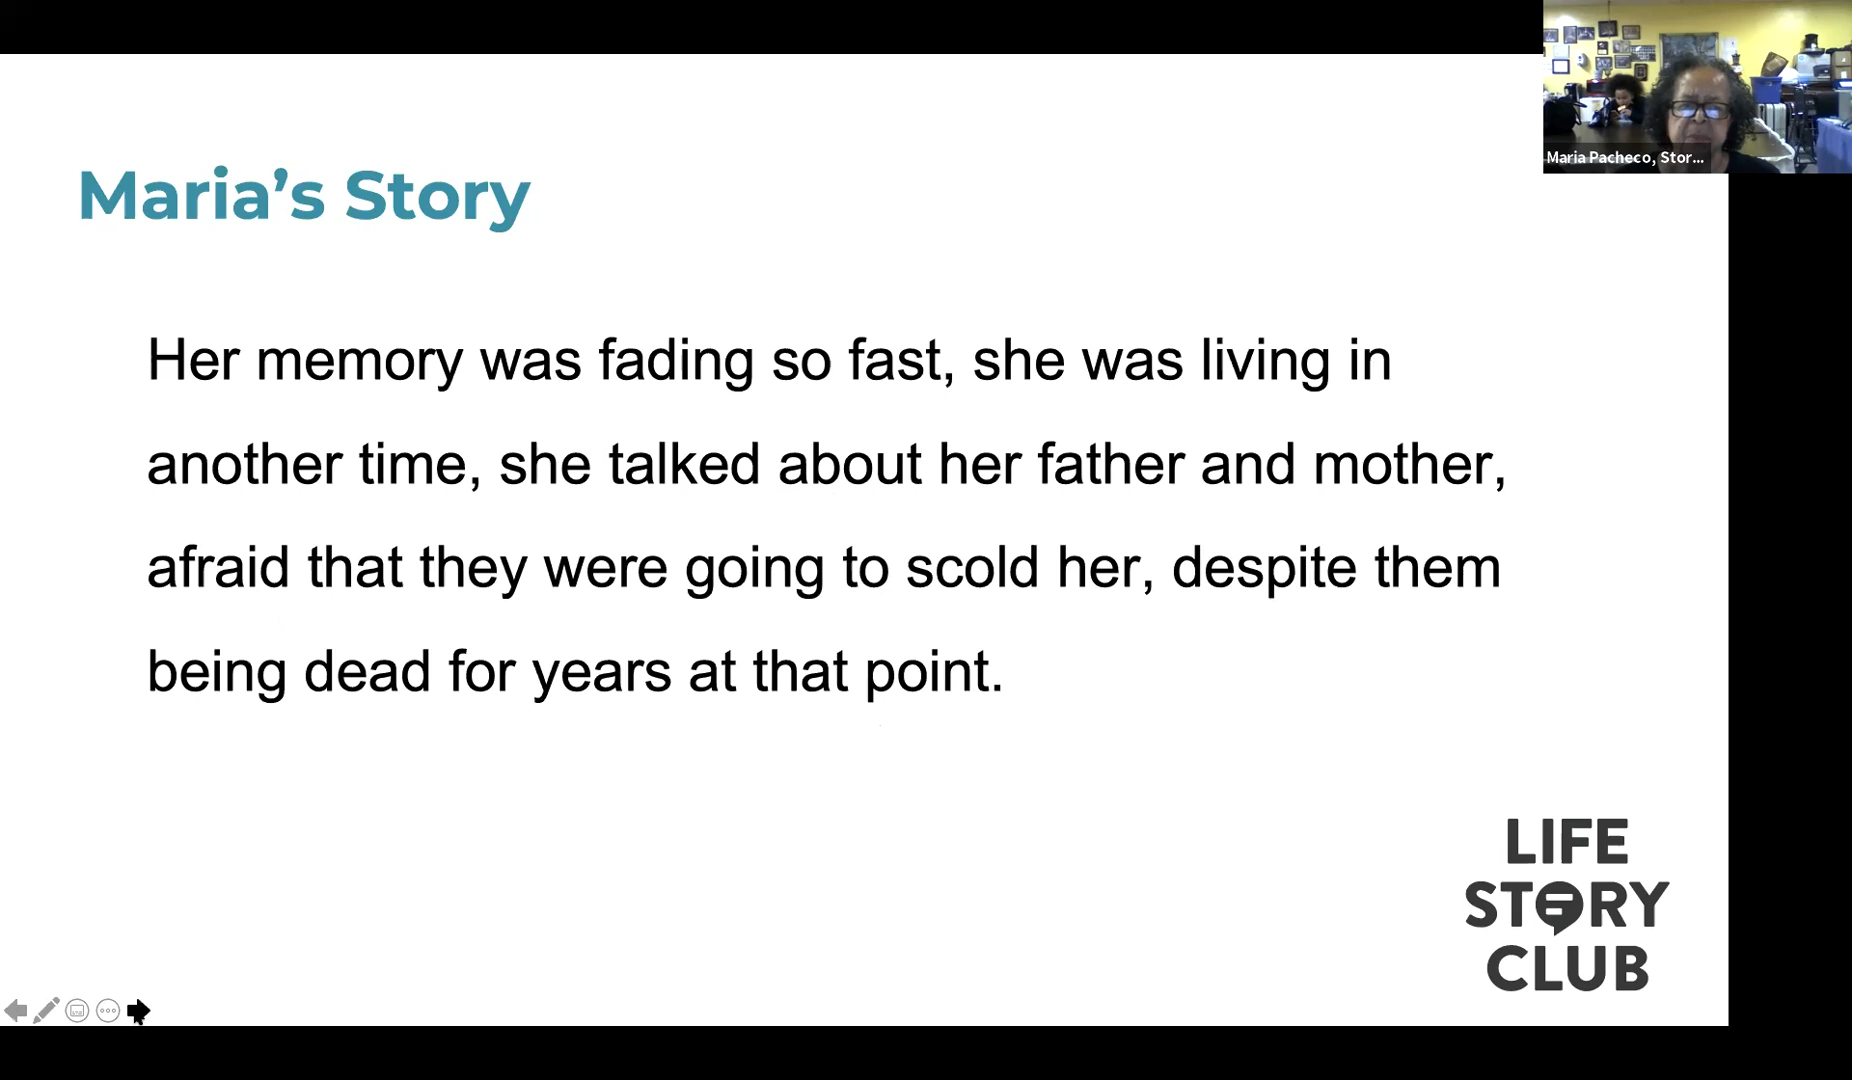 Maria Pacheco, Stor...
Maria’s Story
Her memory was fading so fast, she was living in
another time, she talked about her father and mother,
afraid that they were going to scold her, despite them
being dead for years at that point.
LIFE
STORY
CLUB